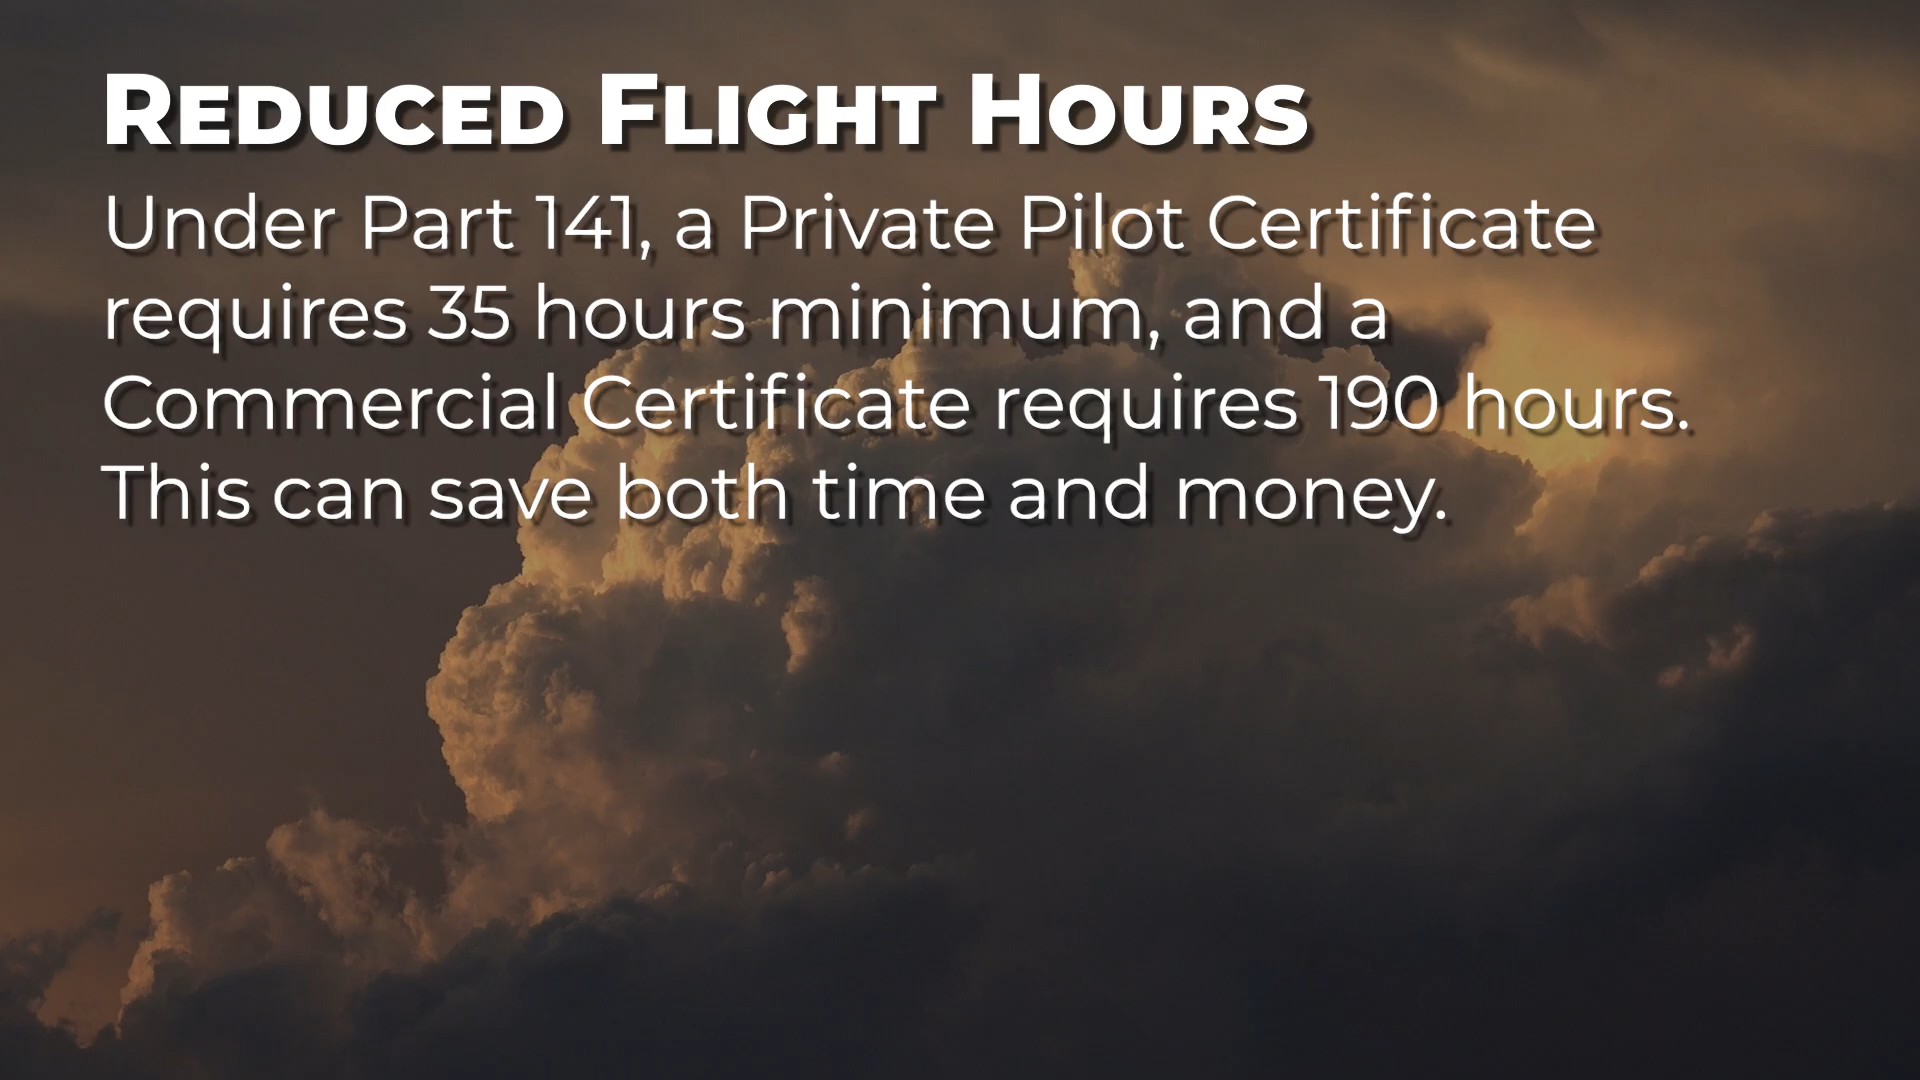 Reduced Flight Hours
Under Part 141, a Private Pilot Certificate
requires 35 hours minimum, and a
Commercial Certificate requires 190 hours.
This can save both time and money.